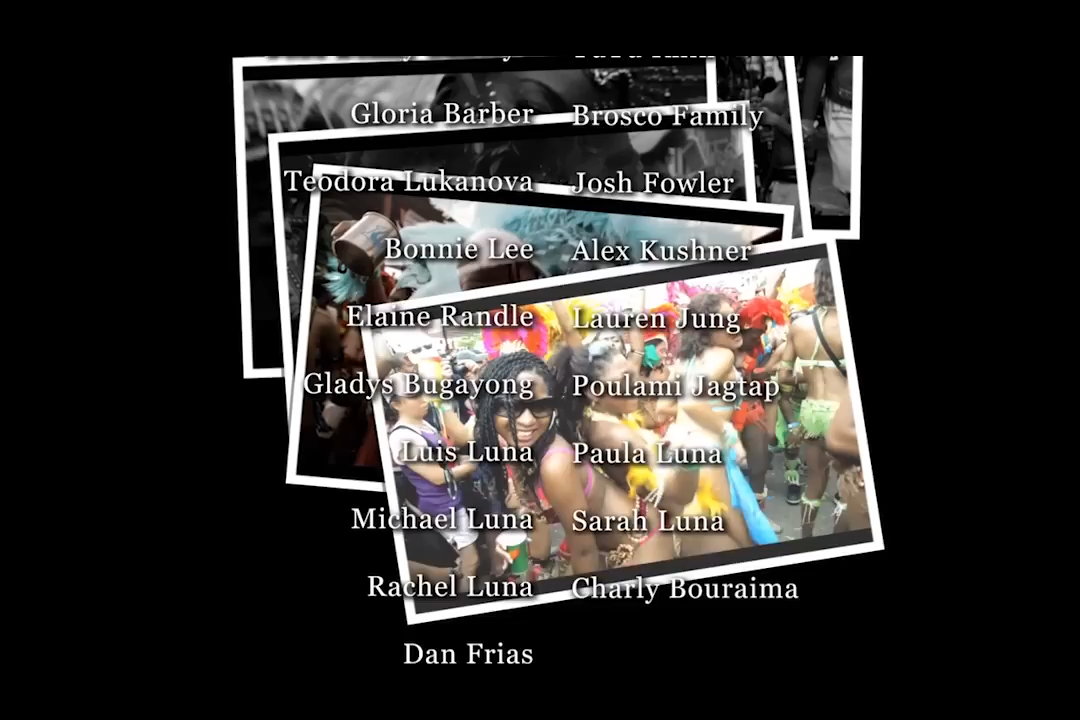 Gloria Barber Brosco Family
Teodora Lukanova Josh Fowler
Bonnie Lee Alex Kushner
Elaine Randle Lauren Jung
Gladys Bugayong Poulami Jagtap
Luis Luna Paula Luna
Michael Luna Sarah Luna
Rachel Luna Charly Bouraima
Dan Frias